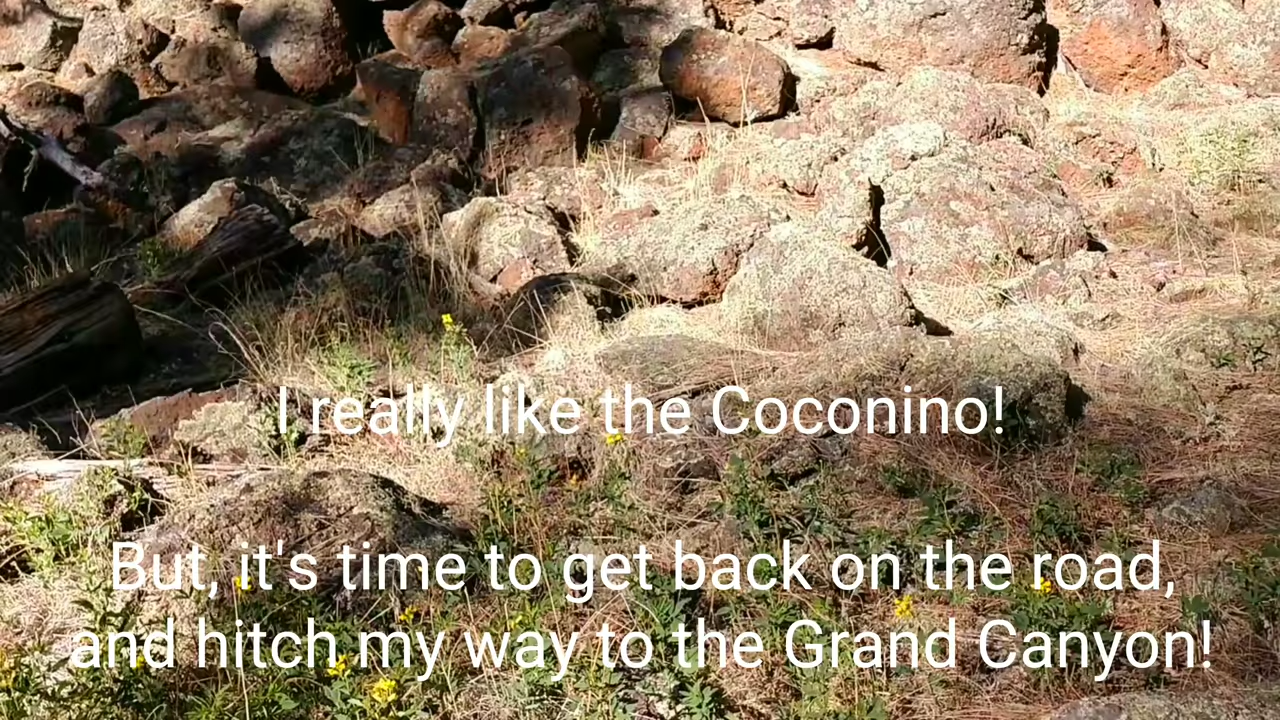 I really like the Coconino!
But, it's time to get back on the road,
and hitch my way to the Grand Canyon!